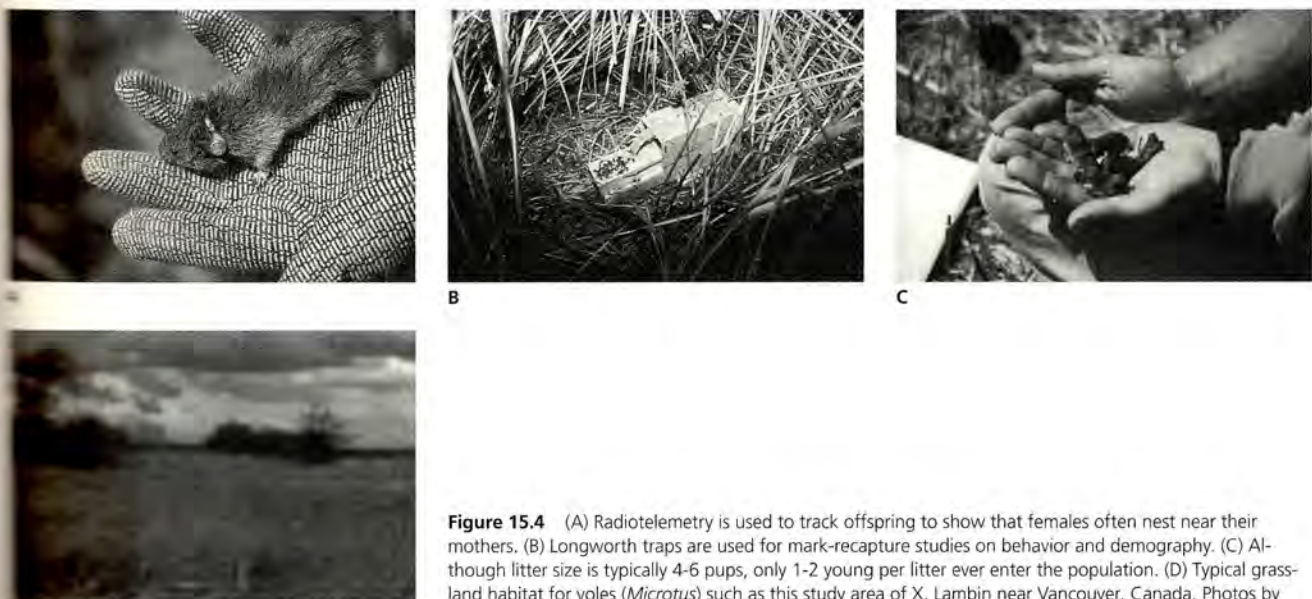 B
C
Figure 15.4 (A) Radiotelemetry is used to track offspring to show that females often nest near their
mothers. (B) Longworth traps are used for mark-recapture studies on behavior and demography. (C) Al-
though litter size is typically 4-6 pups, only 1-2 young per litter ever enter the population. (D) Typical grass-
land habitat for voles (Microtus) such as this study area of X. Lambin near Vancouver, Canada. Photos by